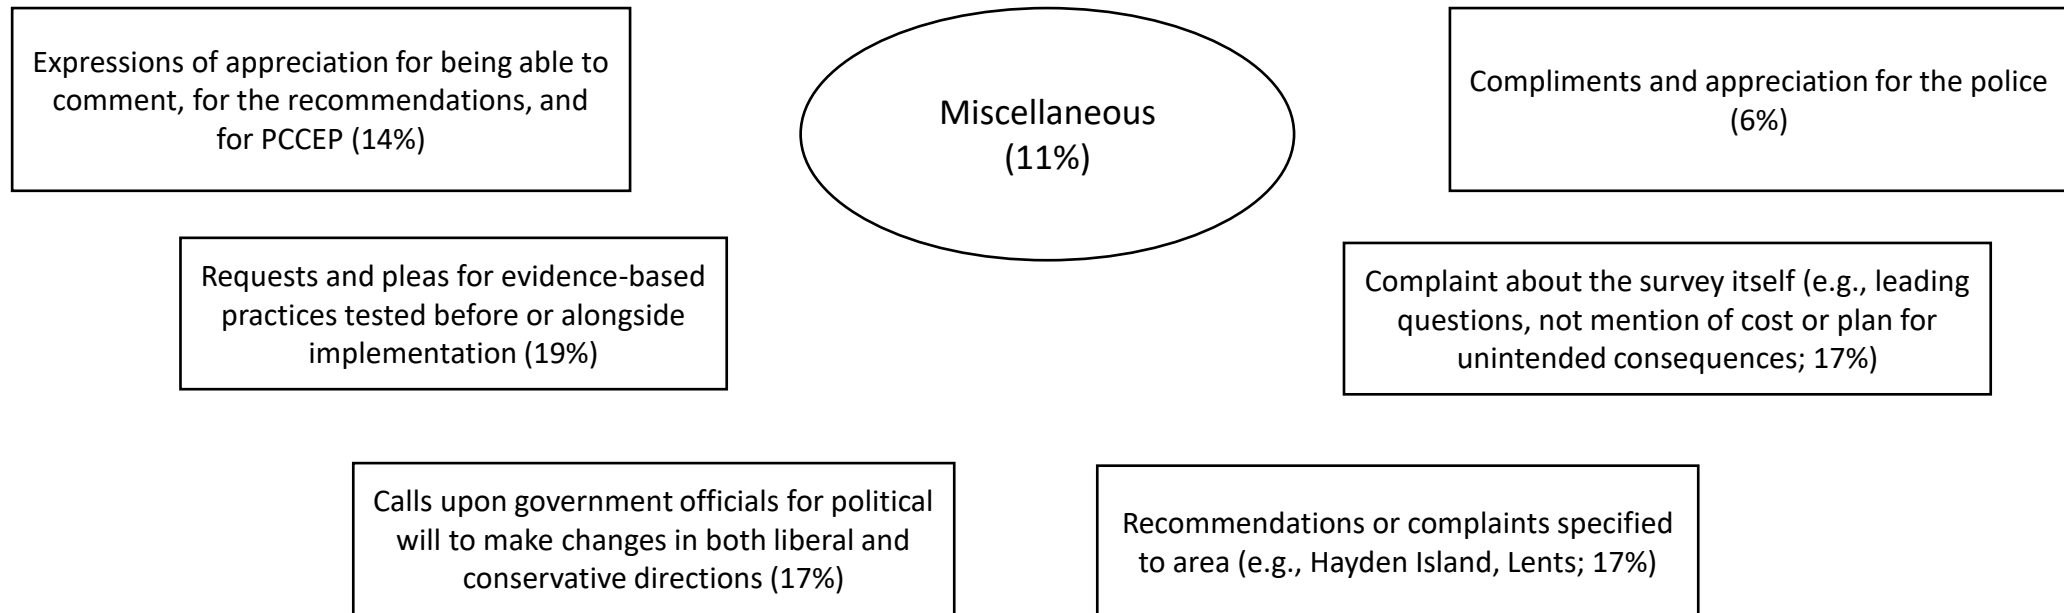 Expressions of appreciation for being able to
comment, for the recommendations, and
for PCCEP (14%)
Miscellaneous
(11%)
Compliments and appreciation for the police
(6%)
Requests and pleas for evidence-based
practices tested before or alongside
implementation (19%)
Complaint about the survey itself (e.g., leading
questions, not mention of cost or plan for
unintended consequences; 17%)
Calls upon government officials for political
will to make changes in both liberal and
conservative directions (17%)
Recommendations or complaints specified
to area (e.g., Hayden Island, Lents; 17%)